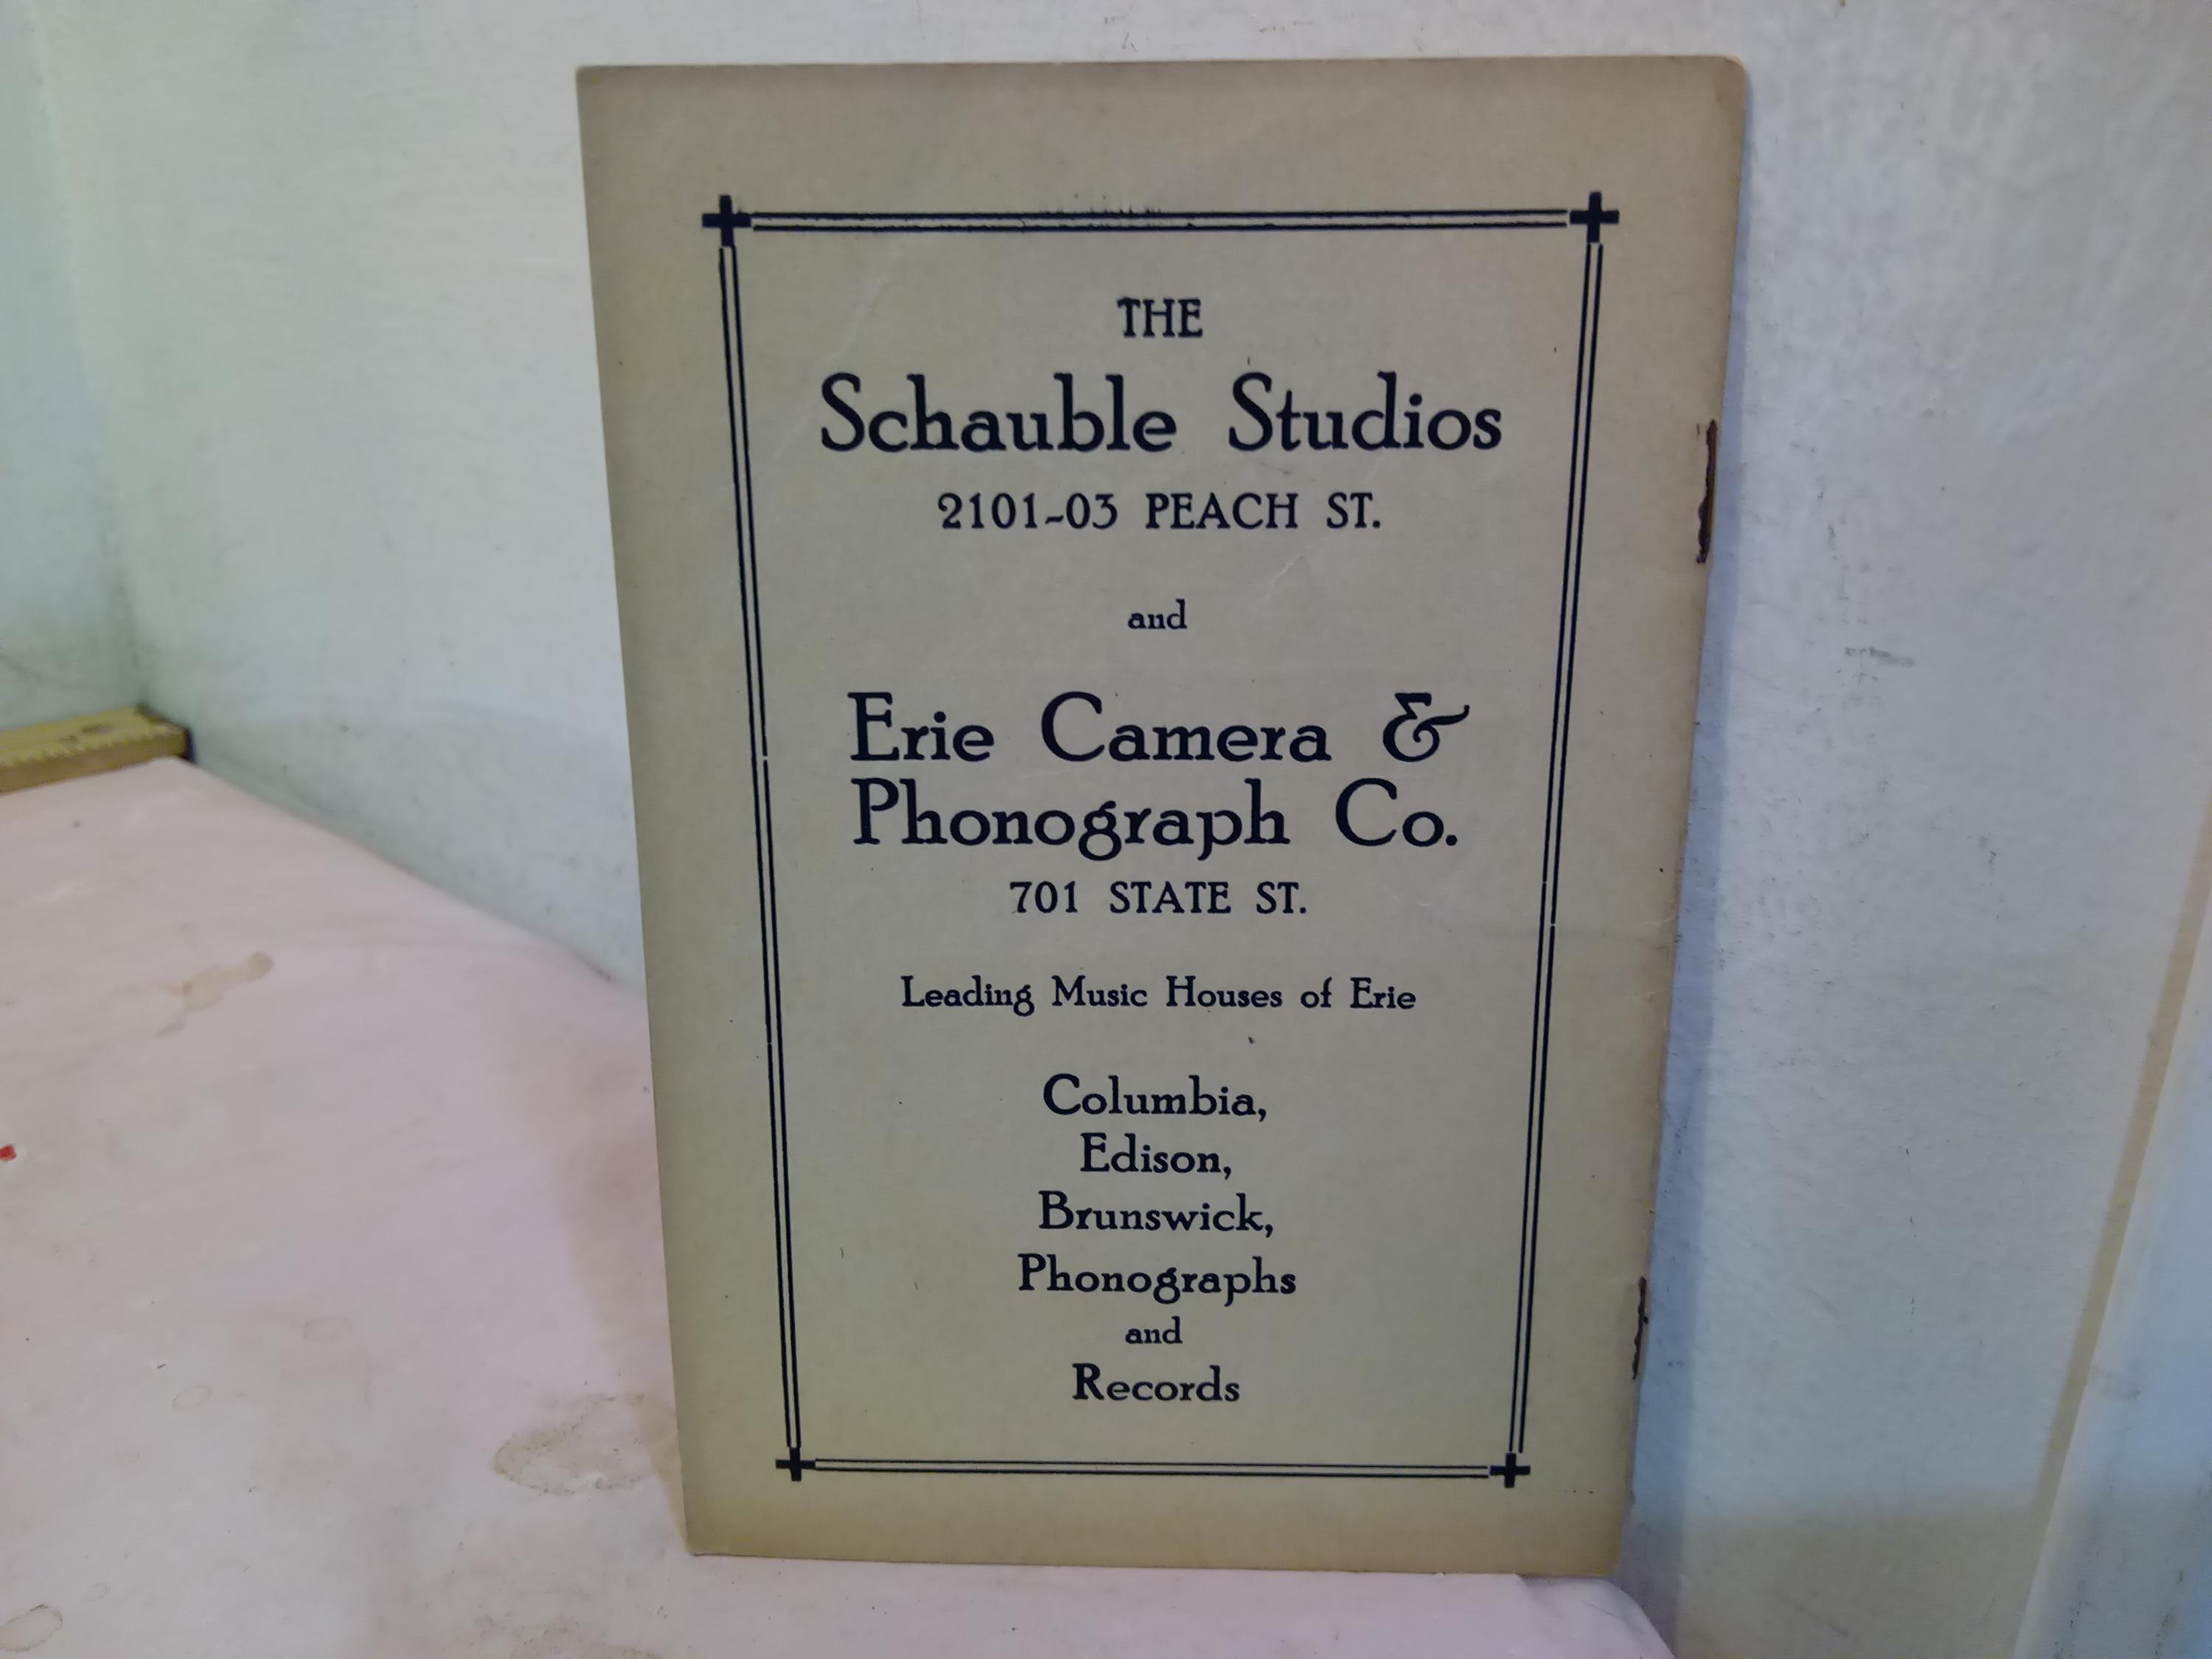 THE
Schauble Studios
2101-03 PEACH ST.
and
Erie Camera &
Phonograph Co.
701 STATE ST.
Leading Music Houses of Erie
Columbia,
Edison,
Brunswick,
Phonographs
and
Records